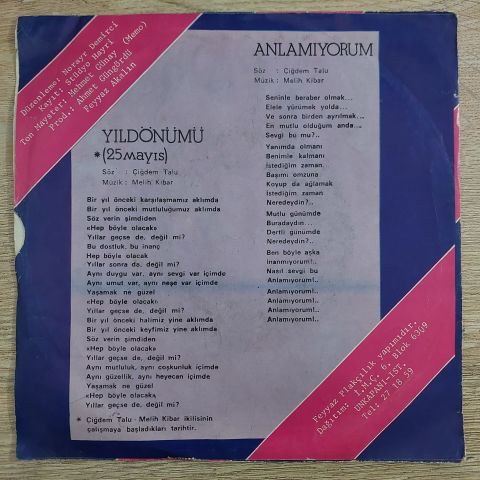 Düzenleme: Norayr Demirci
Kayıt: Stüdyo Hayri
Ton Maystar: Mehmet Günay (Memo)
Prod.: Ahmet Güngördü
Feyyaz Akalın
YILDÖNÜMÜ
*(25 mayıs)
Söz : Çiğdem Talu
Müzik : Melih Kibar
Bir yıl önceki karşılaşmamız aklımda
Bir yıl önceki mutluluğumuz aklımda
Söz verin şimdiden
«Hep böyle olacak»
Yıllar geçse de, değil mi?
Bu dostluk, bu inanç
Hep böyle olacak
Yıllar sonra da, değil mi?
Aynı duygu var, aynı sevgi var içimde
Aynı umut var, aynı neşe var içimde
Yaşamak ne güzel
«Hep böyle olacak»
Yıllar geçse de, değil mi?
Bir yıl önceki halimiz yine aklımda
Bir yıl önceki keyfimiz yine aklımda
Söz verin şimdiden
«Hep böyle olacak»
Yıllar geçse de, değil mi?
Aynı mutluluk, aynı coşkunluk içimde
Aynı güzellik, aynı heyecan içimde
Yaşamak ne güzel
«Hep böyle olacak»
Yıllar geçse de, değil mi?
* Çiğdem Talu - Melih Kibar ikilisinin
çalışmaya başladıkları tarihtir.
ANLAMIYORUM
Söz : Çiğdem Talu
Müzik : Melih Kibar
Seninle beraber olmak...
Elele yürümek yolda...
Ve sonra birden ayrılmak...
En mutlu olduğum anda...
Sevgi bu mu?..
Yanımda olmanı
Benimle kalmanı
İstediğim zaman
Başımı omzuna
Koyup da ağlamak
İstediğim zaman
Neredeydin?..
Mutlu günümde
Buradaydın
Dertli günümde
Neredeydin?..
Ben böyle aşka
İnanmıyorum!..
Nasıl sevgi bu
Anlamıyorum!..
Anlamıyorum!..
Anlamıyorum!..
Anlamıyorum!..
Feyyaz Plakçılık yapımıdır.
Dağıtım: İ.M.Ç. 6. Blok 6309
UNKAPANI-İST.
Tel: 27 18 59